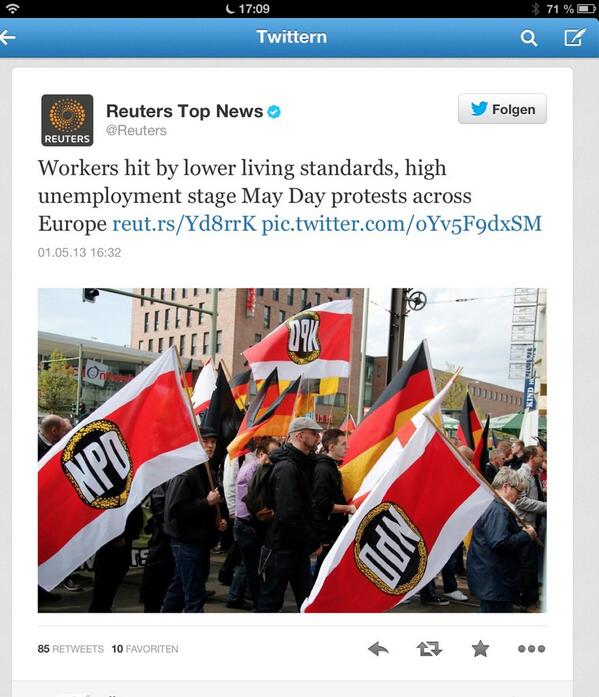 17:09
71 %
Twittern
REUTERS
Reuters Top News
@Reuters
Folgen
Workers hit by lower living standards, high
unemployment stage May Day protests across
Europe reut.rs/Yd8rrK pic.twitter.com/oYv5F9dxSM
01.05.13 16:32
NPD
NPD
NPD
85 RETWEETS 10 FAVORITEN